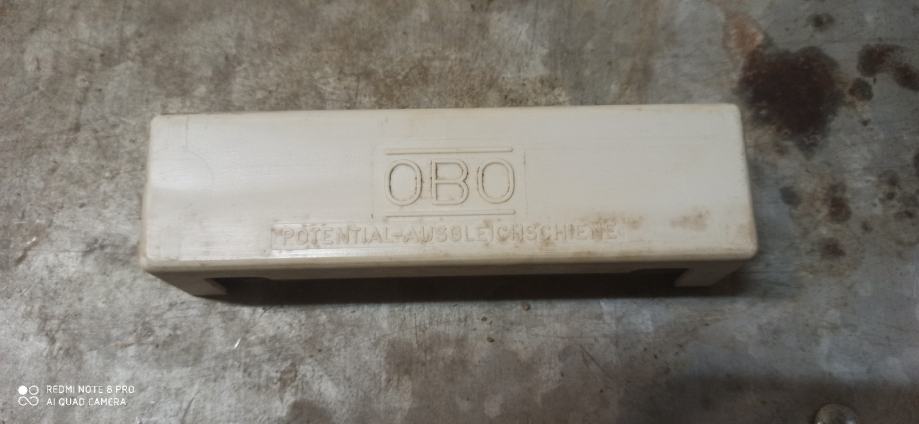 OBO
POTENTIAL-AUSGLEICHSCHIENE
REDMI NOTE 8 PRO
AI QUAD CAMERA